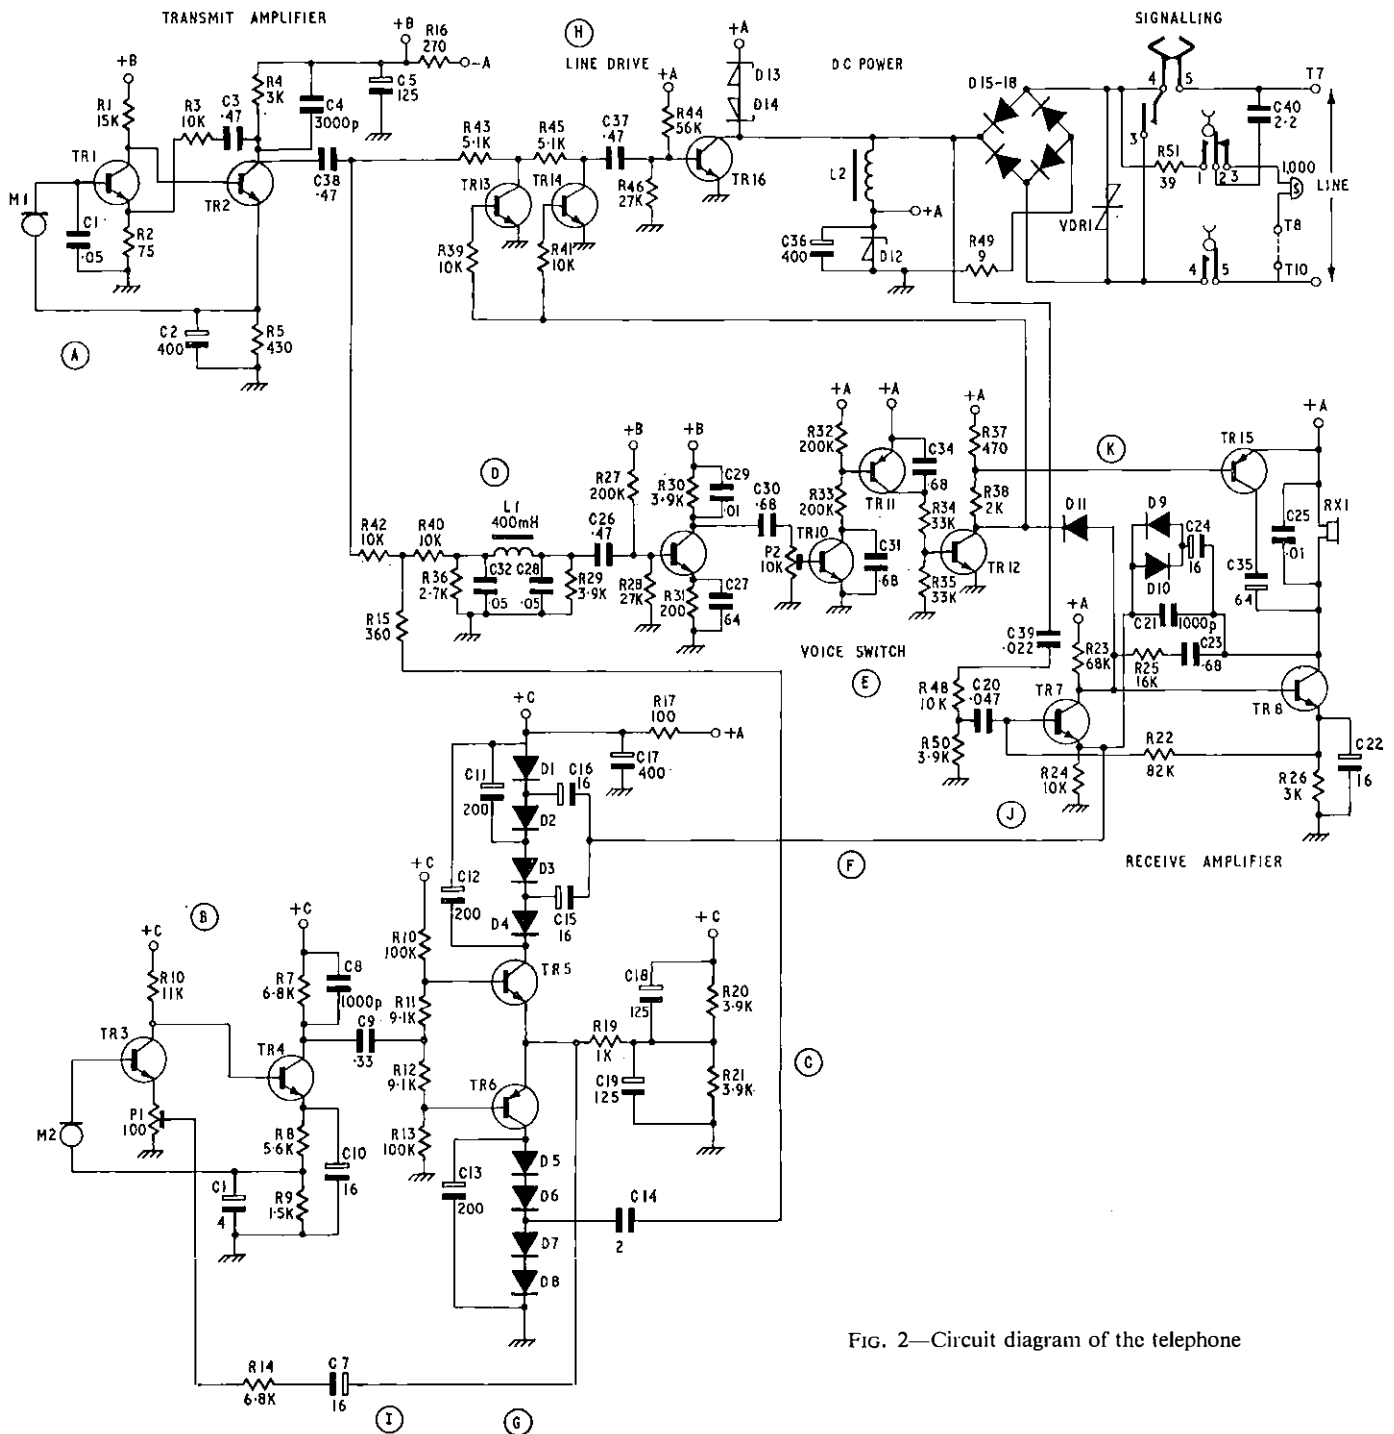 TRANSMIT AMPLIFIER
H
LINE DRIVE
DC POWER
SIGNALLING
+B
R16
270
-A
+A
D13
D14
D15-18
4
5
T7
+B
R4
3K
C5
125
C4
3000p
R1
15K
R3
10K
C3
.47
R44
56K
+A
3
C40
2.2
R43
5.1K
R45
5.1K
C37
.47
R51
39
1
2
3
1,000
S
LINE
TR1
TR2
C38
.47
TR13
TR14
R46
27K
TR16
L2
VDR1
M1
C1
.05
R2
75
R39
10K
R41
10K
+A
C36
400
D12
R49
9
T8
4
5
T10
C2
400
R5
430
A
+A
+A
+A
+A
+B
+B
R32
200K
C34
.68
R37
470
K
TR15
D
R27
200K
R30
3.9K
C29
.01
C30
.68
R33
200K
TR11
R34
33K
R38
2K
D11
D9
C24
16
C25
.01
RX1
L1
400mH
R42
10K
R40
10K
C26
.47
TR10
P2
10K
C31
.68
R35
33K
TR12
D10
C35
64
R36
2.7K
C32
.05
C28
.05
R29
3.9K
R28
27K
R31
200
C27
64
R15
360
VOICE SWITCH
E
C39
.022
+A
C21
1000p
R23
68K
R25
16K
C23
.68
R48
10K
C20
.047
TR7
TR8
R50
3.9K
R24
10K
R22
82K
R26
3K
C22
16
J
RECEIVE AMPLIFIER
F
+C
R17
100
+A
C17
400
C11
200
D1
C16
16
D2
+C
C12
200
D3
D4
C15
16
B
+C
+C
+C
R10
11K
R7
6.8K
C8
1000p
R10
100K
TR5
C18
125
R20
3.9K
C9
.33
R11
9.1K
R19
1K
TR3
TR4
R12
9.1K
TR6
C19
125
R21
3.9K
C
M2
P1
100
R8
5.6K
C10
16
R13
100K
C13
200
D5
D6
C14
2
C1
4
R9
1.5K
D7
D8
R14
6.8K
C7
16
I
G
FIG. 2—Circuit diagram of the telephone